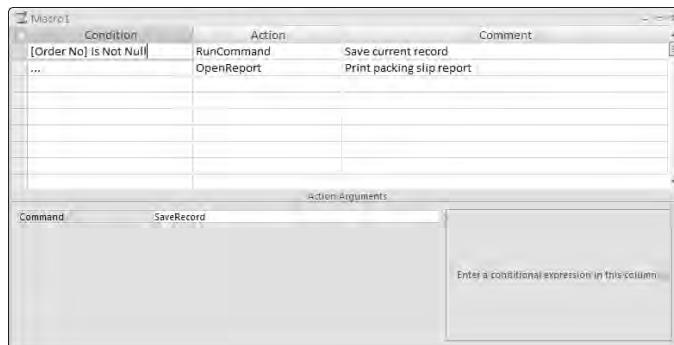 Macro1
Condition Action Comment
[Order No] Is Not Null RunCommand Save current record
... OpenReport Print packing slip report
Action Arguments
Command SaveRecord
Enter a conditional expression in this column.